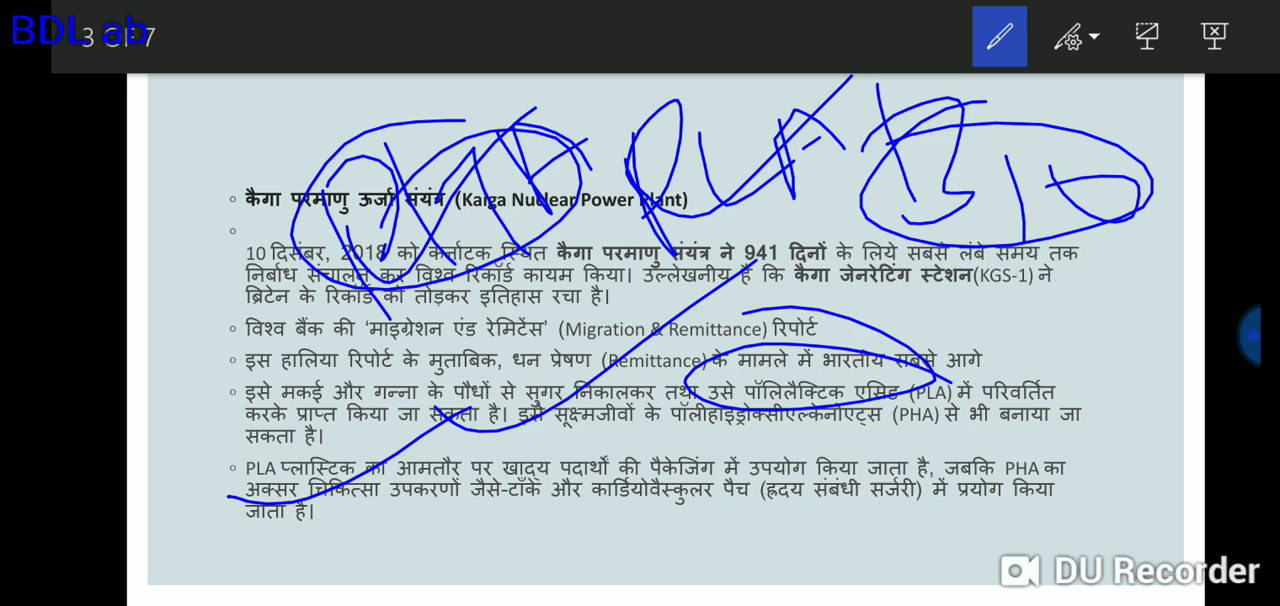 BDL ab
3 OF 7
कैगा परमाणु ऊर्जा संयंत्र (Kaiga Nuclear Power Plant)
10 दिसंबर, 2018 को कर्नाटक स्थित कैगा परमाणु संयंत्र ने 941 दिनों के लिये सबसे लंबे समय तक
निर्बाध संचालन कर विश्व रिकॉर्ड कायम किया। उल्लेखनीय है कि कैगा जेनरेटिंग स्टेशन(KGS-1) ने
ब्रिटेन के रिकॉर्ड को तोड़कर इतिहास रचा है।
विश्व बैंक की ‘माइग्रेशन एंड रेमिटेंस’ (Migration & Remittance) रिपोर्ट
इस हालिया रिपोर्ट के मुताबिक, धन प्रेषण (Remittance) के मामले में भारतीय सबसे आगे
इसे मकई और गन्ना के पौधों से सुगर निकालकर तथा उसे पॉलिलैक्टिक एसिड (PLA) में परिवर्तित
करके प्राप्त किया जा सकता है। इसे सूक्ष्मजीवों के पॉलीहाइड्रोक्सीएल्केनोएट्स (PHA) से भी बनाया जा
सकता है।
PLA प्लास्टिक का आमतौर पर खाद्य पदार्थों की पैकेजिंग में उपयोग किया जाता है, जबकि PHA का
अक्सर चिकित्सा उपकरणों जैसे-टाँके और कार्डियोवैस्कुलर पैच (ह्रदय संबंधी सर्जरी) में प्रयोग किया
जाता है।
DU Recorder